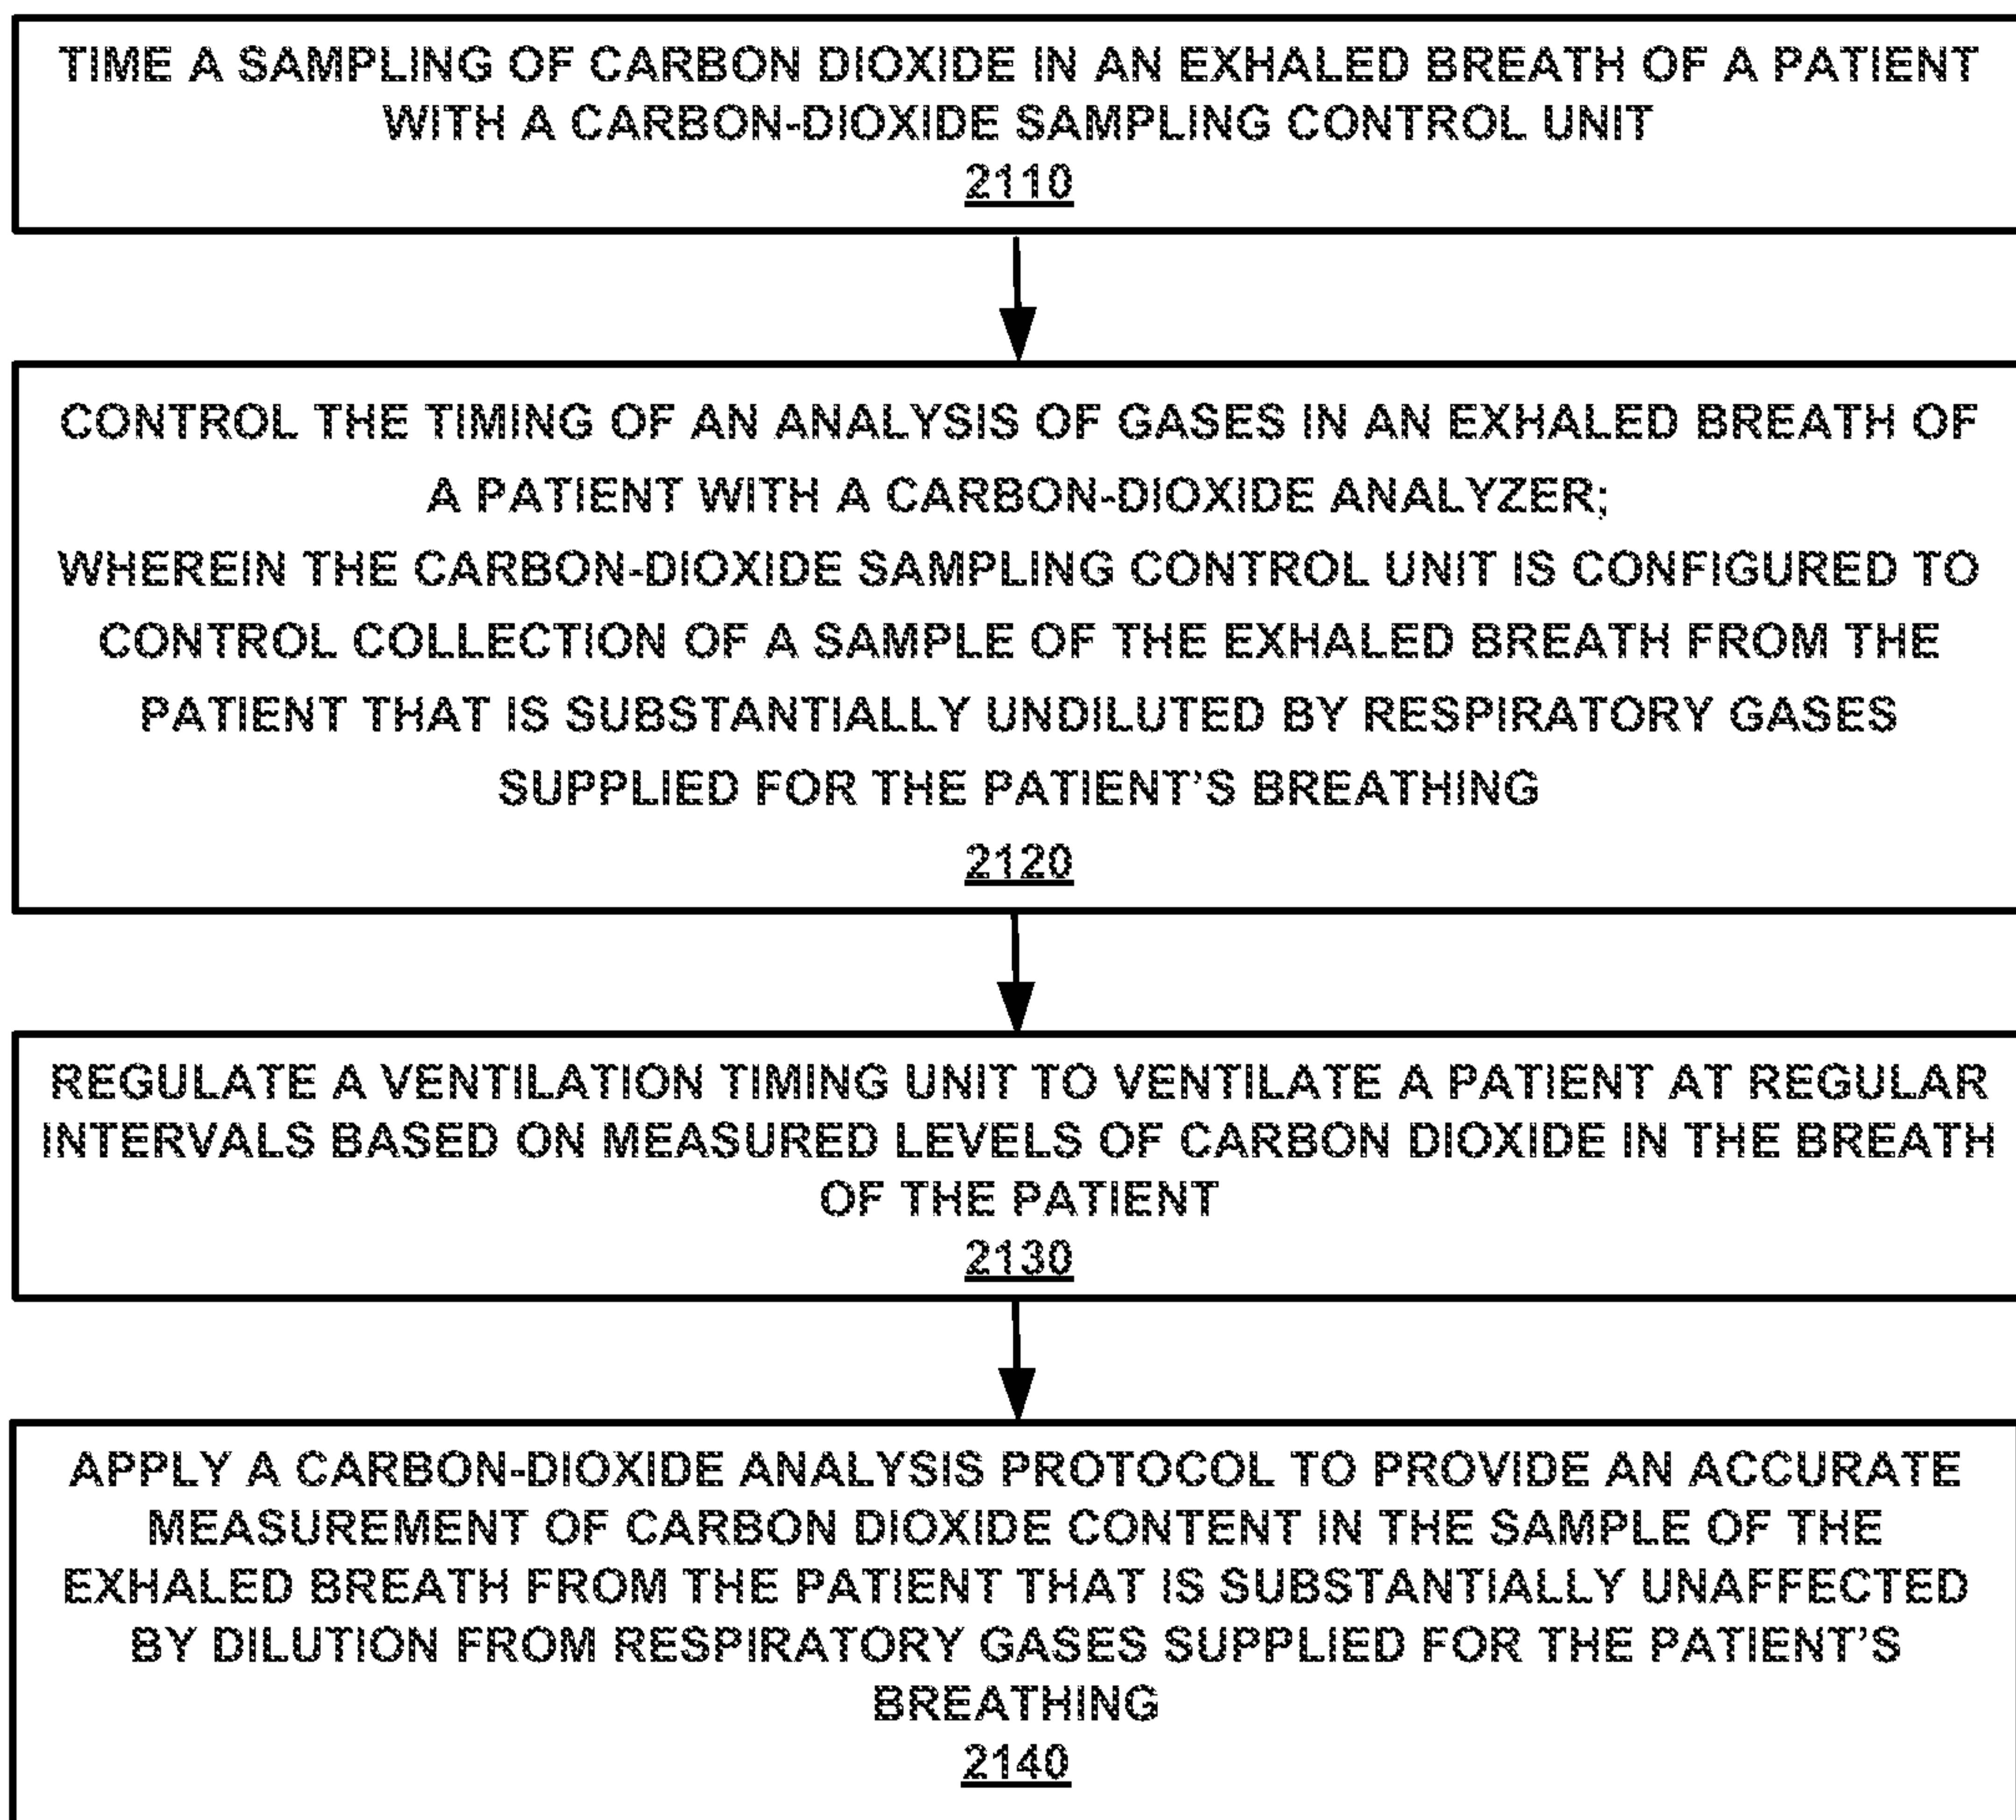 TIME A SAMPLING OF CARBON DIOXIDE IN AN EXHALED BREATH OF A PATIENT
WITH A CARBON-DIOXIDE SAMPLING CONTROL UNIT
2110
CONTROL THE TIMING OF AN ANALYSIS OF GASES IN AN EXHALED BREATH OF
A PATIENT WITH A CARBON-DIOXIDE ANALYZER;
WHEREIN THE CARBON-DIOXIDE SAMPLING CONTROL UNIT IS CONFIGURED TO
CONTROL COLLECTION OF A SAMPLE OF THE EXHALED BREATH FROM THE
PATIENT THAT IS SUBSTANTIALLY UNDILUTED BY RESPIRATORY GASES
SUPPLIED FOR THE PATIENT’S BREATHING
2120
REGULATE A VENTILATION TIMING UNIT TO VENTILATE A PATIENT AT REGULAR
INTERVALS BASED ON MEASURED LEVELS OF CARBON DIOXIDE IN THE BREATH
OF THE PATIENT
2130
APPLY A CARBON-DIOXIDE ANALYSIS PROTOCOL TO PROVIDE AN ACCURATE
MEASUREMENT OF CARBON DIOXIDE CONTENT IN THE SAMPLE OF THE
EXHALED BREATH FROM THE PATIENT THAT IS SUBSTANTIALLY UNAFFECTED
BY DILUTION FROM RESPIRATORY GASES SUPPLIED FOR THE PATIENT’S
BREATHING
2140